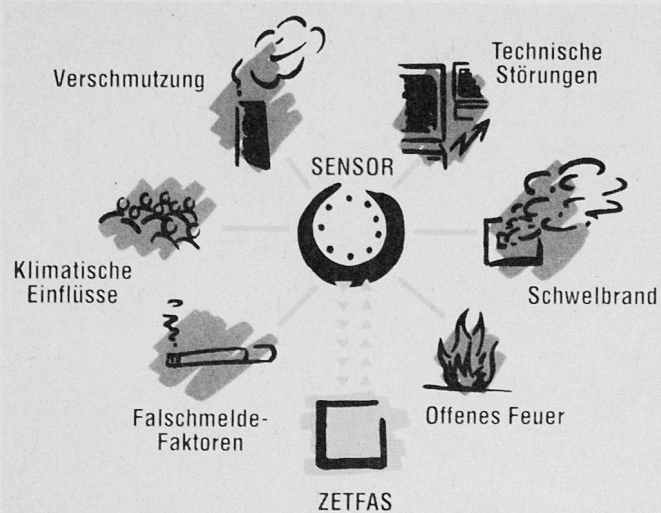 Verschmutzung
Technische
Störungen
SENSOR
Klimatische
Einflüsse
Schwelbrand
Falschmelde-
Faktoren
Offenes Feuer
ZETFAS